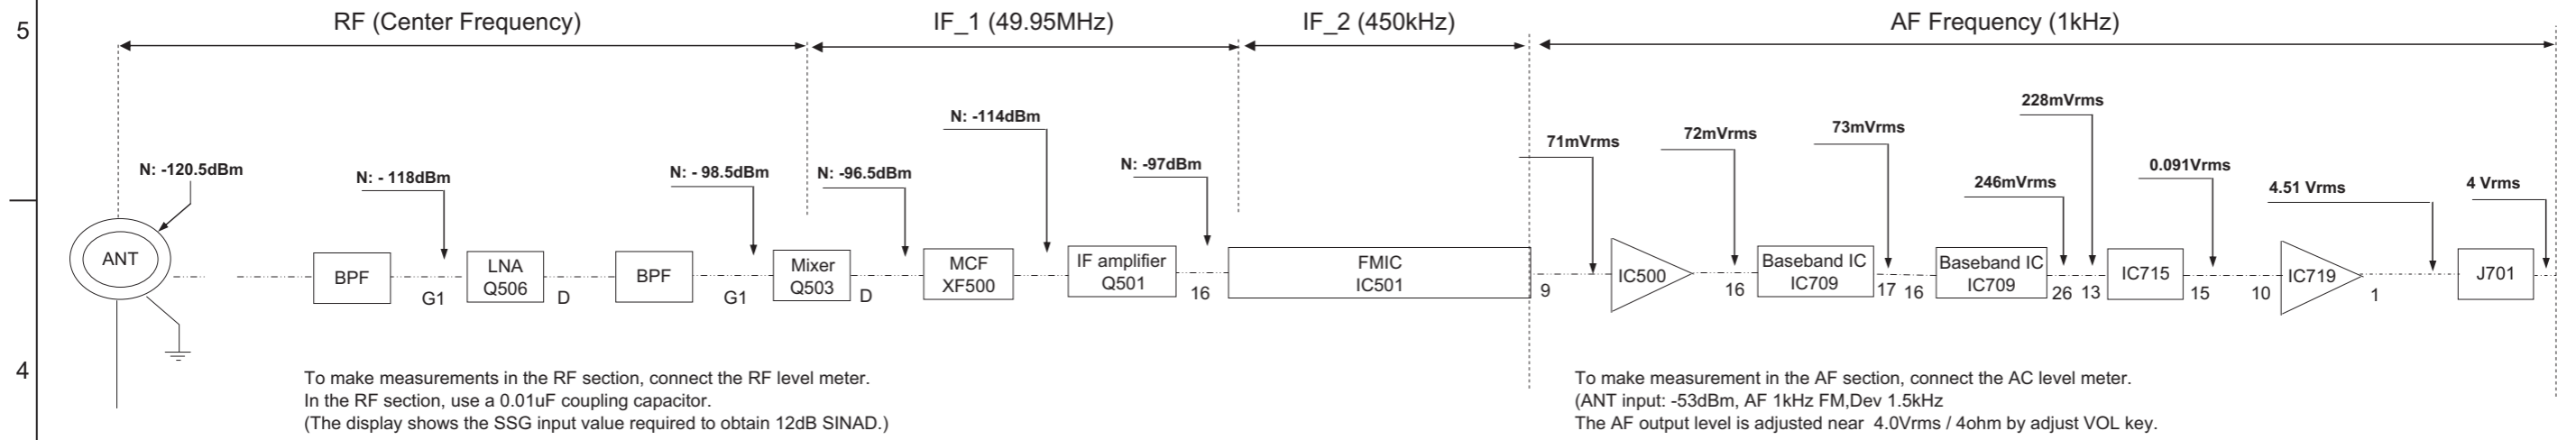 5
RF (Center Frequency)
IF_1 (49.95MHz)
IF_2 (450kHz)
AF Frequency (1kHz)
N: -120.5dBm
N: - 118dBm
N: - 98.5dBm
N: -96.5dBm
N: -114dBm
N: -97dBm
71mVrms
72mVrms
73mVrms
246mVrms
228mVrms
0.091Vrms
4.51 Vrms
4 Vrms
ANT
BPF
G1
LNA
Q506
D
BPF
G1
Mixer
Q503
D
MCF
XF500
IF amplifier
Q501
16
FMIC
IC501
9
IC500
16
Baseband IC
IC709
17
16
Baseband IC
IC709
26
13
IC715
15
10
IC719
1
J701
4
To make measurements in the RF section, connect the RF level meter.
In the RF section, use a 0.01uF coupling capacitor.
(The display shows the SSG input value required to obtain 12dB SINAD.)
To make measurement in the AF section, connect the AC level meter.
(ANT input: -53dBm, AF 1kHz FM,Dev 1.5kHz
The AF output level is adjusted near 4.0Vrms / 4ohm by adjust VOL key.